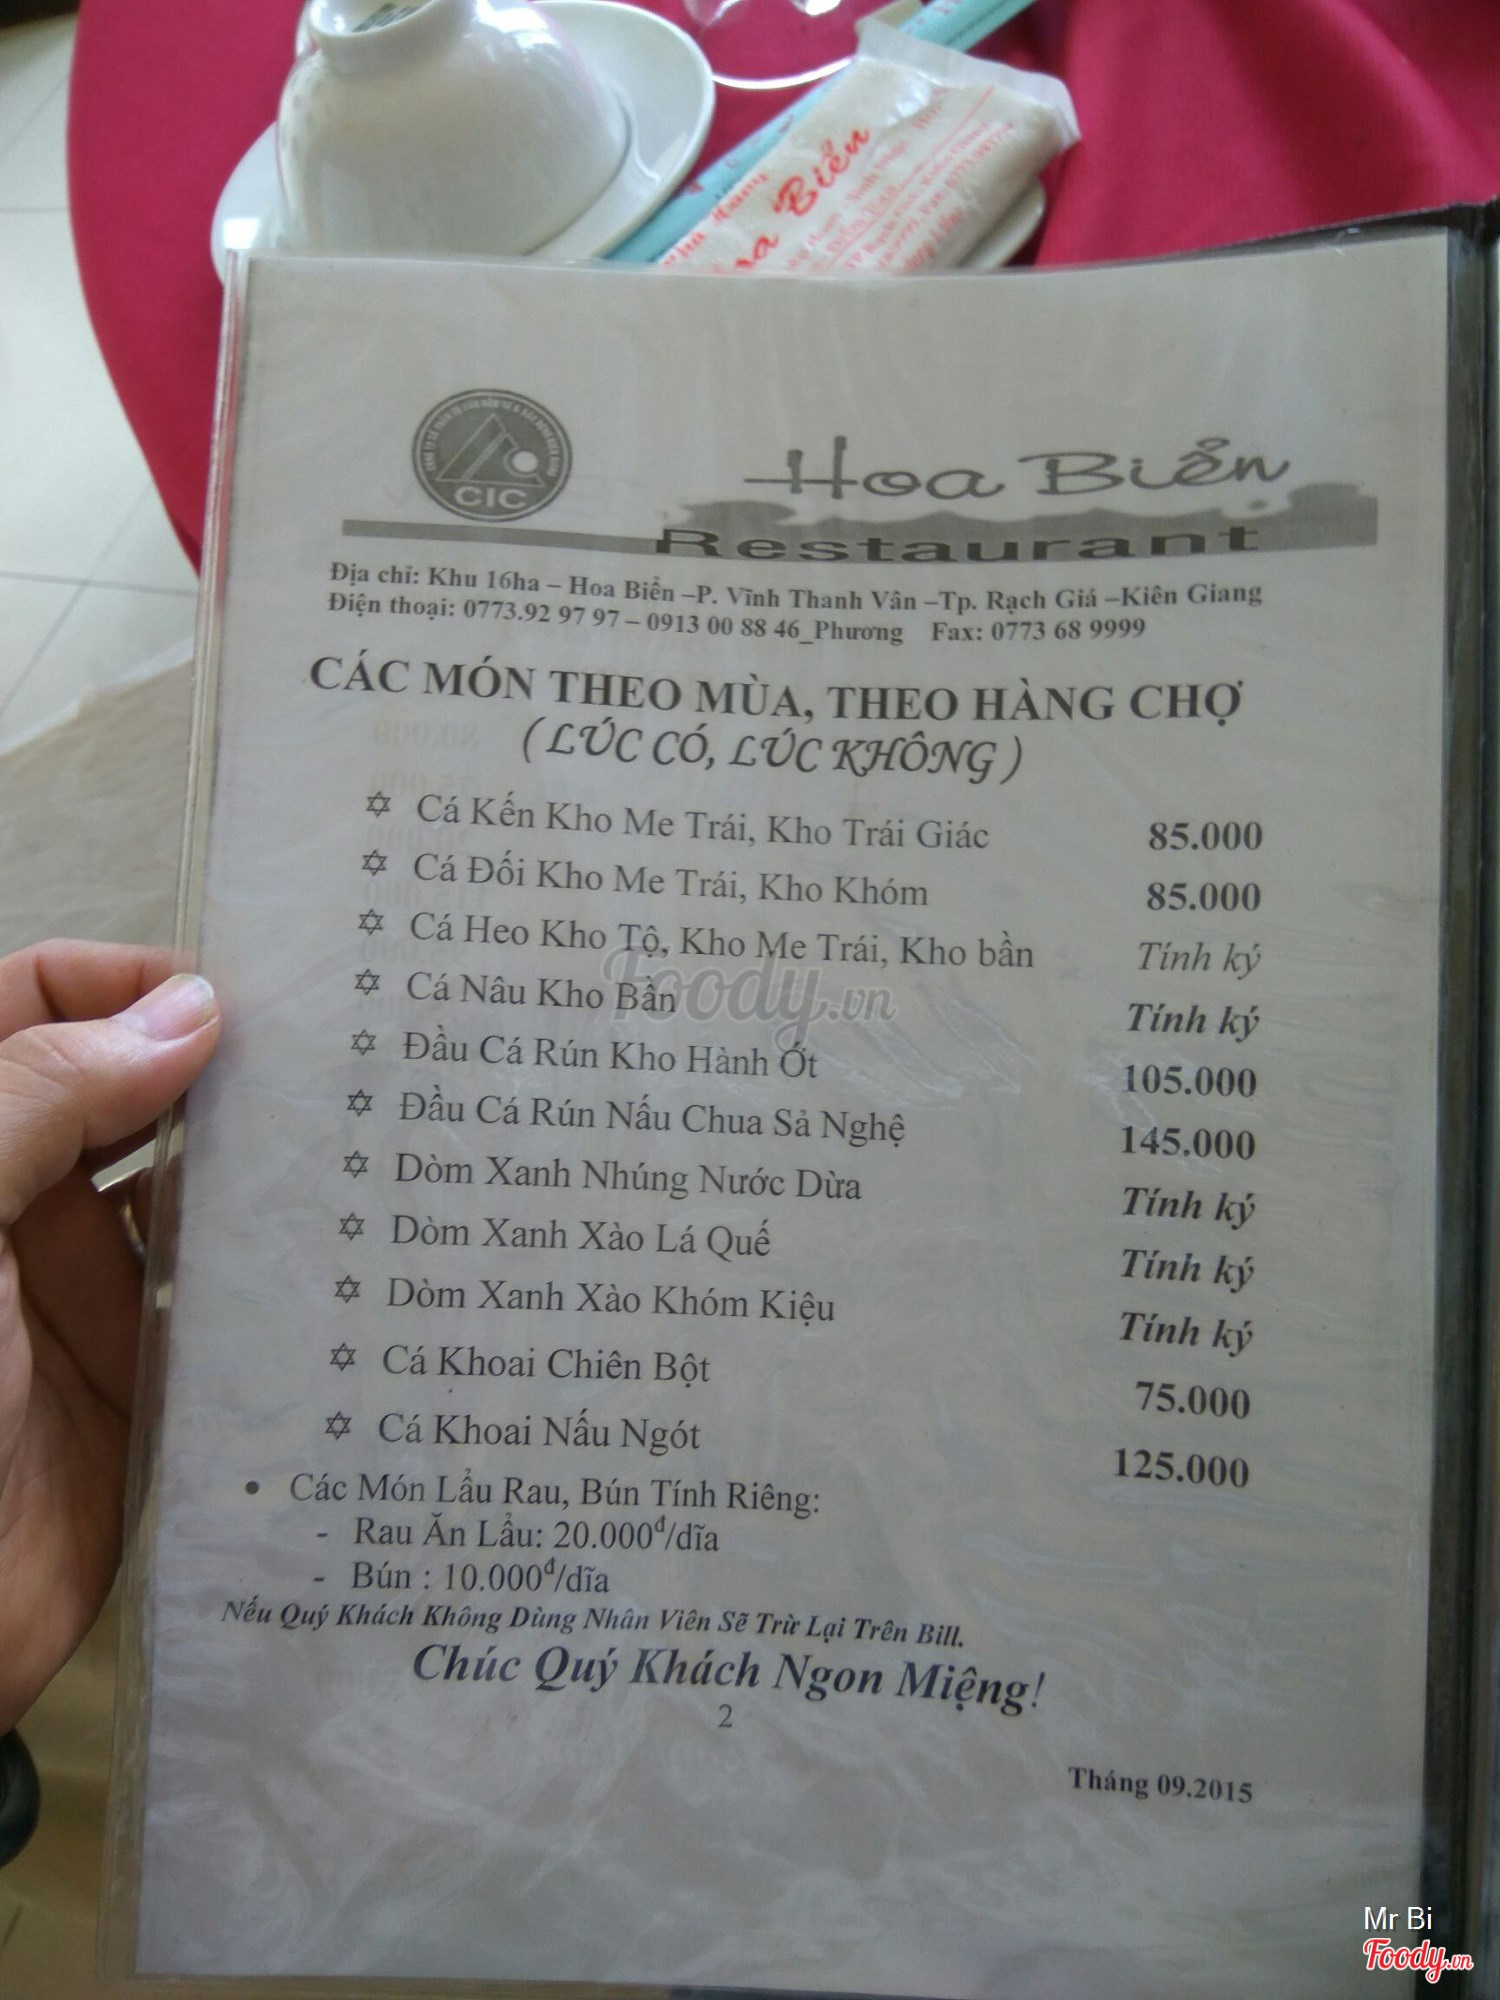 Nhà Hàng
Hoa Biển
CIC
Hoa Biển
Restaurant
Địa chỉ: Khu 16ha – Hoa Biển –P. Vĩnh Thanh Vân –Tp. Rạch Giá –Kiên Giang
Điện thoại: 0773.92 97 97 – 0913 00 88 46_Phương Fax: 0773 68 9999
CÁC MÓN THEO MÙA, THEO HÀNG CHỢ
( LÚC CÓ, LÚC KHÔNG )
✡ Cá Kến Kho Me Trái, Kho Trái Giác 85.000
✡ Cá Đối Kho Me Trái, Kho Khóm 85.000
✡ Cá Heo Kho Tộ, Kho Me Trái, Kho bần Tính ký
✡ Cá Nâu Kho Bần Tính ký
✡ Đầu Cá Rún Kho Hành Ớt 105.000
✡ Đầu Cá Rún Nấu Chua Sả Nghệ 145.000
✡ Dòm Xanh Nhúng Nước Dừa Tính ký
✡ Dòm Xanh Xào Lá Quế Tính ký
✡ Dòm Xanh Xào Khóm Kiệu Tính ký
✡ Cá Khoai Chiên Bột 75.000
✡ Cá Khoai Nấu Ngót 125.000
• Các Món Lẩu Rau, Bún Tính Riêng:
- Rau Ăn Lẩu: 20.000đ/dĩa
- Bún : 10.000đ/dĩa
Nếu Quý Khách Không Dùng Nhân Viên Sẽ Trừ Lại Trên Bill.
Chúc Quý Khách Ngon Miệng!
2
Tháng 09.2015
Foody.vn
Mr Bi
Foody.vn